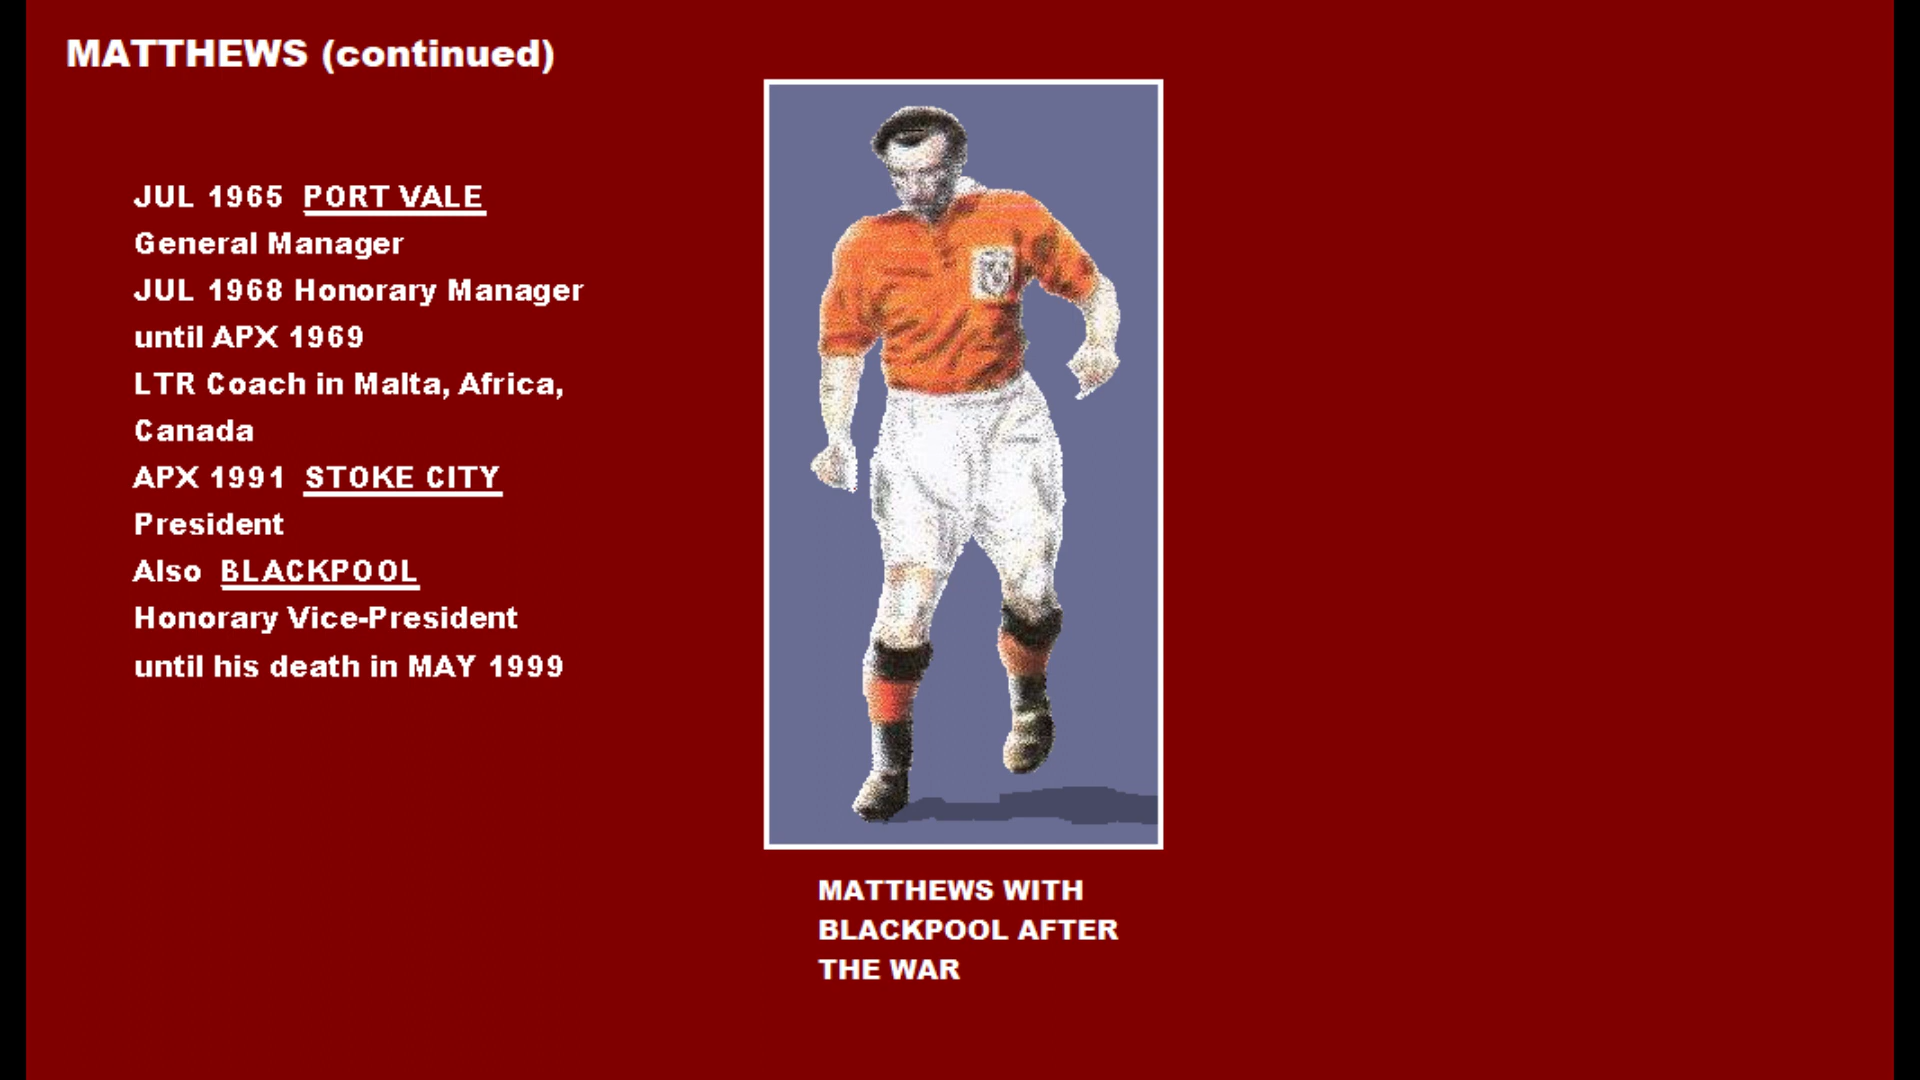 MATTHEWS (continued)
JUL 1965 PORT VALE
General Manager
JUL 1968 Honorary Manager
until APX 1969
LTR Coach in Malta, Africa,
Canada
APX 1991 STOKE CITY
President
Also BLACKPOOL
Honorary Vice-President
until his death in MAY 1999
MATTHEWS WITH
BLACKPOOL AFTER
THE WAR